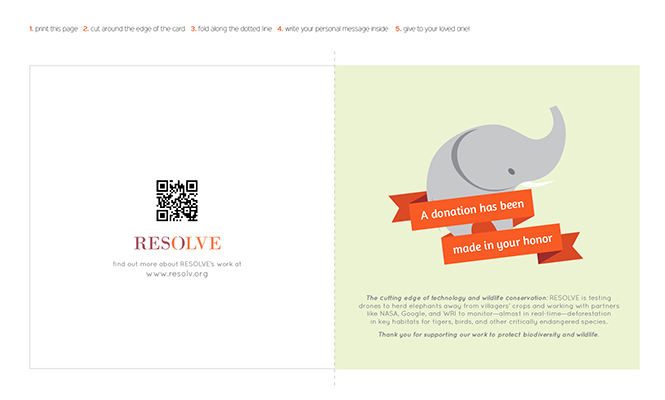 1. print this page 2. cut around the edge of the card 3. fold along the dotted line 4. write your personal message inside 5. give to your loved one!
RESOLVE
find out more about RESOLVE's work at
www.resolv.org
A donation has been
made in your honor
The cutting edge of technology and wildlife conservation: RESOLVE is testing
drones to herd elephants away from villagers' crops and working with partners
like NASA, Google, and WRI to monitor—almost in real-time—deforestation
in key habitats for tigers, birds, and other critically endangered species.
Thank you for supporting our work to protect biodiversity and wildlife.